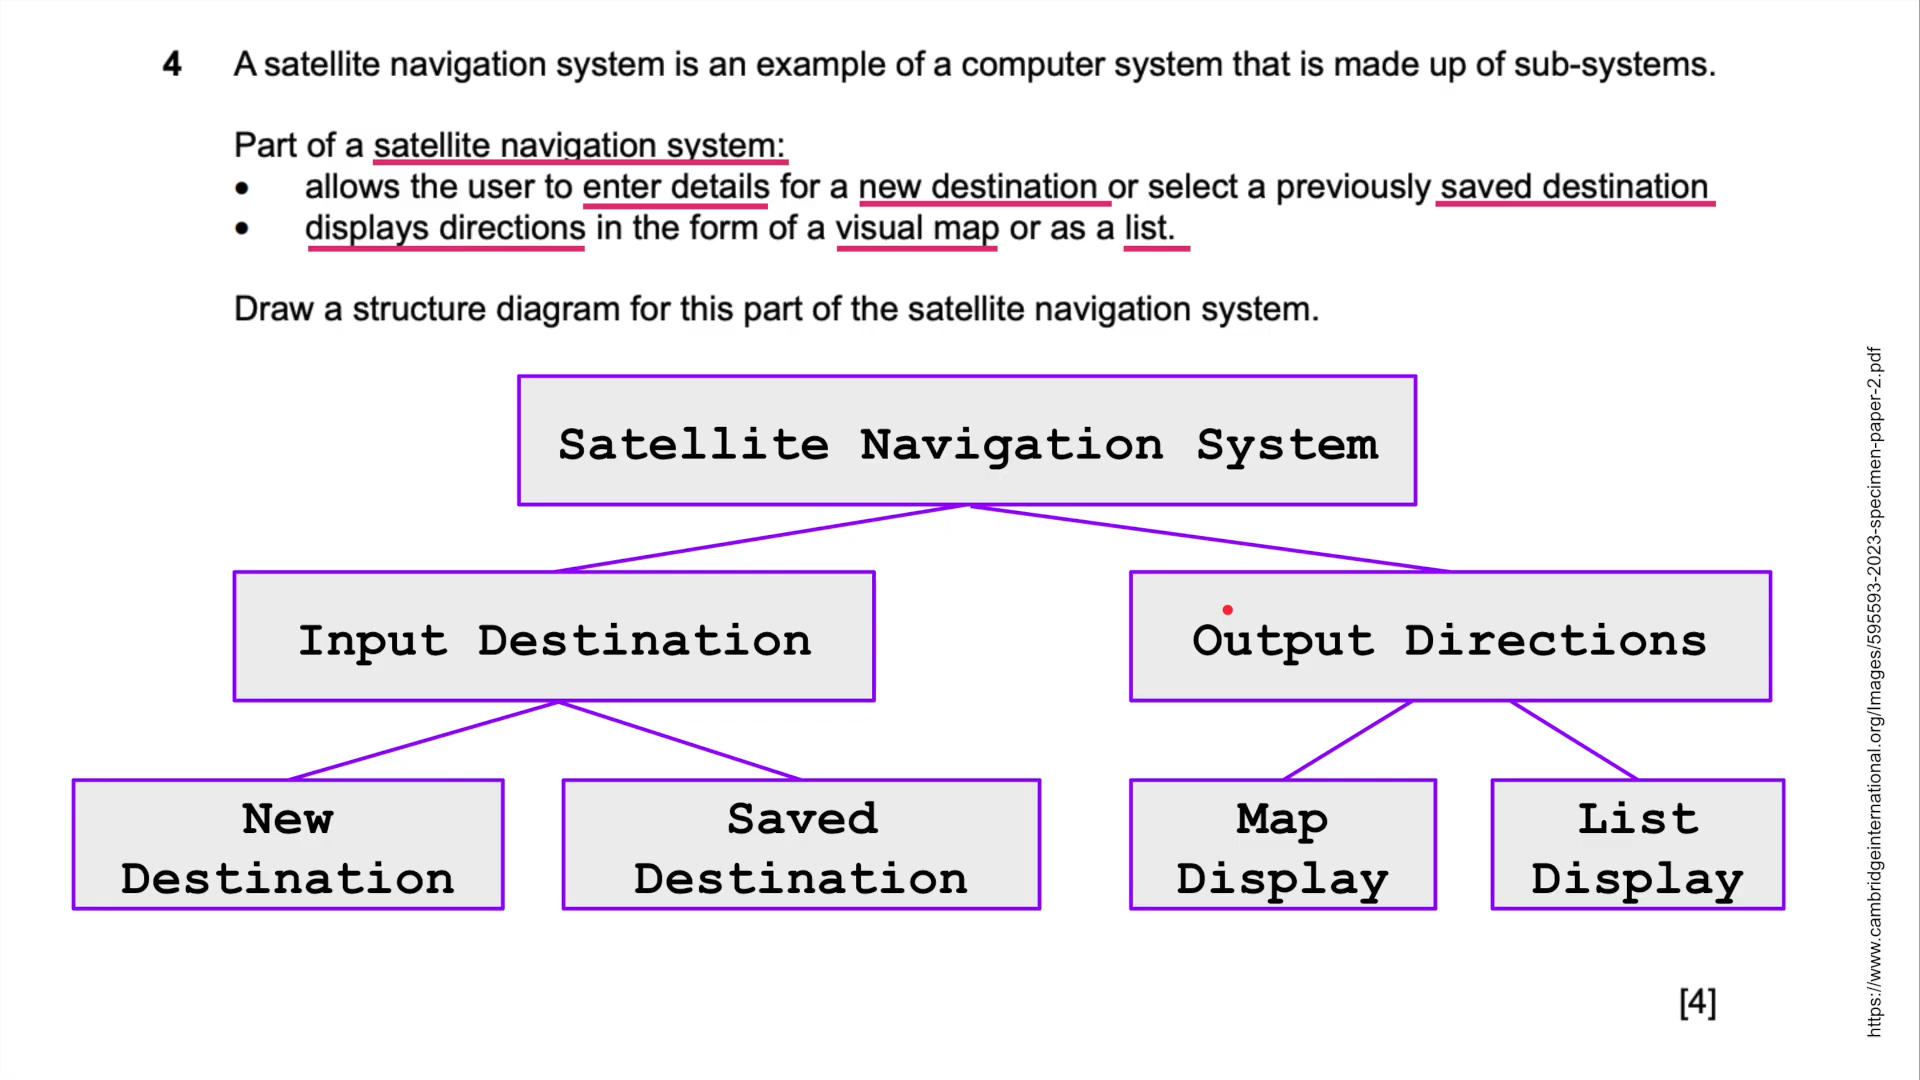 4 A satellite navigation system is an example of a computer system that is made up of sub-systems.
Part of a satellite navigation system:
• allows the user to enter details for a new destination or select a previously saved destination
• displays directions in the form of a visual map or as a list.
Draw a structure diagram for this part of the satellite navigation system.
Satellite Navigation System
Input Destination
Output Directions
New
Destination
Saved
Destination
Map
Display
List
Display
[4]
https://www.cambridgeinternational.org/Images/595593-2023-specimen-paper-2.pdf